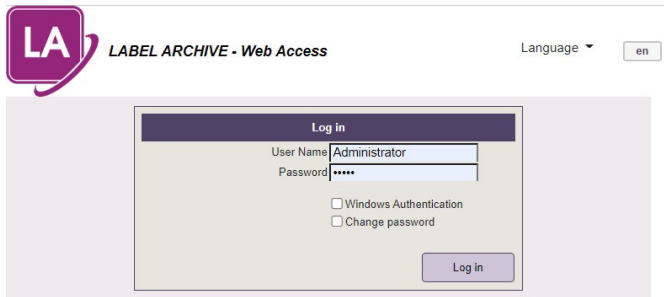 LA
LABEL ARCHIVE - Web Access
Language
en
Log in
User Name Administrator
Password •••••
Windows Authentication
Change password
Log in